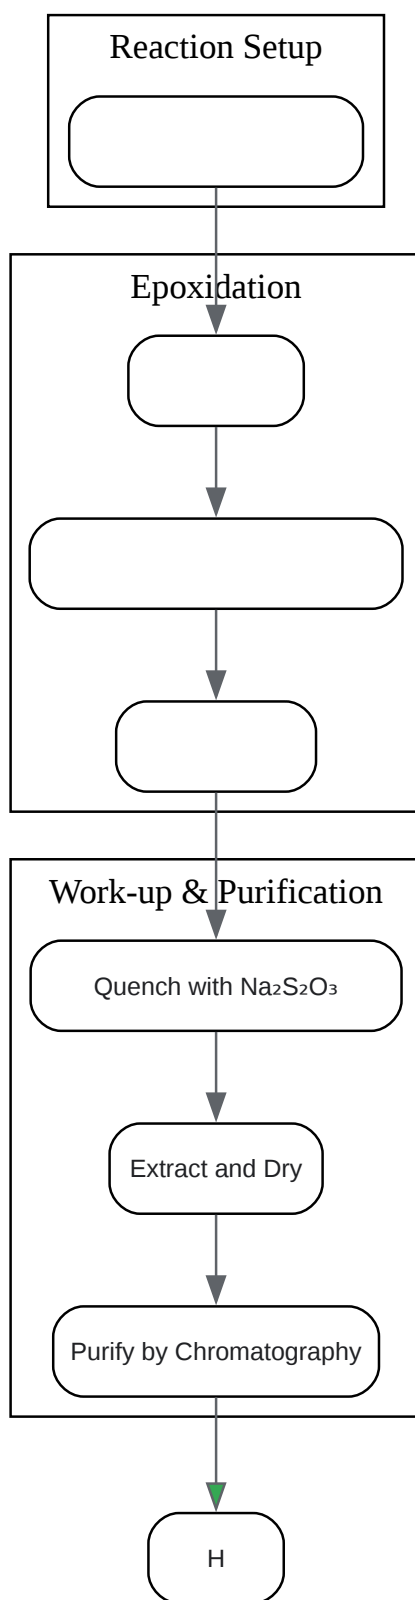 Reaction Setup
Epoxidation
Work-up & Purification
Quench with Na₂S₂O₃
Extract and Dry
Purify by Chromatography
H